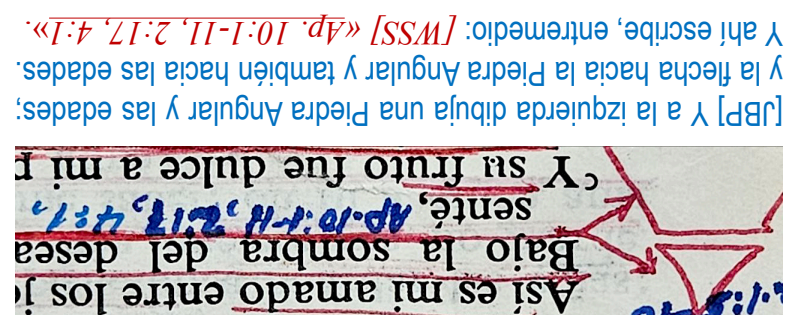 Así es mi amado entre los j
Bajo la sombra del desea
senté, Ap. 10:1-11, 2:17, 4:1,
cY su fruto fue dulce a mi p
[JBP] Y a la izquierda dibuja una Piedra Angular y las edades;
y la flecha hacia la Piedra Angular y también hacia las edades.
Y ahí escribe, entremedio: [WSS] «Ap. 10:1-11, 2:17, 4:1».